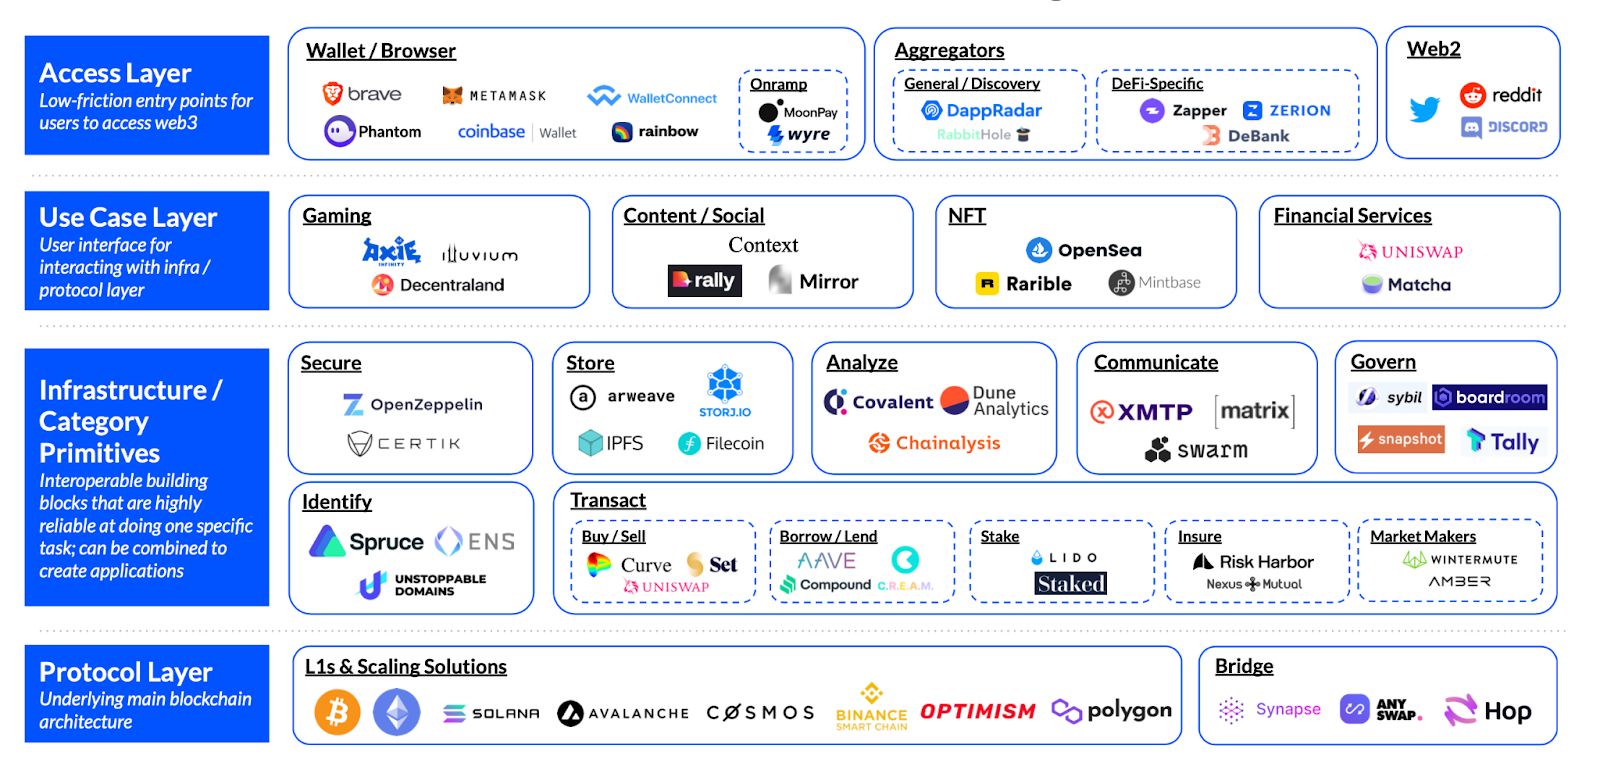 Access Layer
Low-friction entry points for
users to access web3
Wallet / Browser
brave
METAMASK
WalletConnect
Phantom
coinbase | Wallet
rainbow
Onramp
MoonPay
wyre
Aggregators
General / Discovery
DappRadar
RabbitHole
DeFi-Specific
Zapper
ZERION
DeBank
Web2
reddit
DISCORD
Use Case Layer
User interface for
interacting with infra /
protocol layer
Gaming
AXIE
INFINITY
ILLUVIUM
Decentraland
Content / Social
Context
rally
Mirror
NFT
OpenSea
R Rarible
Mintbase
Financial Services
UNISWAP
Matcha
Infrastructure /
Category
Primitives
Interoperable building
blocks that are highly
reliable at doing one specific
task; can be combined to
create applications
Secure
OpenZeppelin
CERTIK
Store
a arweave
STORJ.IO
IPFS
Filecoin
Analyze
Covalent
Dune
Analytics
Chainalysis
Communicate
XMTP
[matrix]
swarm
Govern
sybil
boardroom
snapshot
Tally
Identify
Spruce
ENS
UNSTOPPABLE
DOMAINS
Transact
Buy / Sell
Curve
Set
UNISWAP
Borrow / Lend
AAVE
Compound
C.R.E.A.M.
Stake
LIDO
Staked
Insure
Risk Harbor
Nexus Mutual
Market Makers
WINTERMUTE
AMBER
Protocol Layer
Underlying main blockchain
architecture
L1s & Scaling Solutions
SOLANA
AVALANCHE
COSMOS
BINANCE
SMART CHAIN
OPTIMISM
polygon
Bridge
Synapse
ANY
SWAP.
Hop